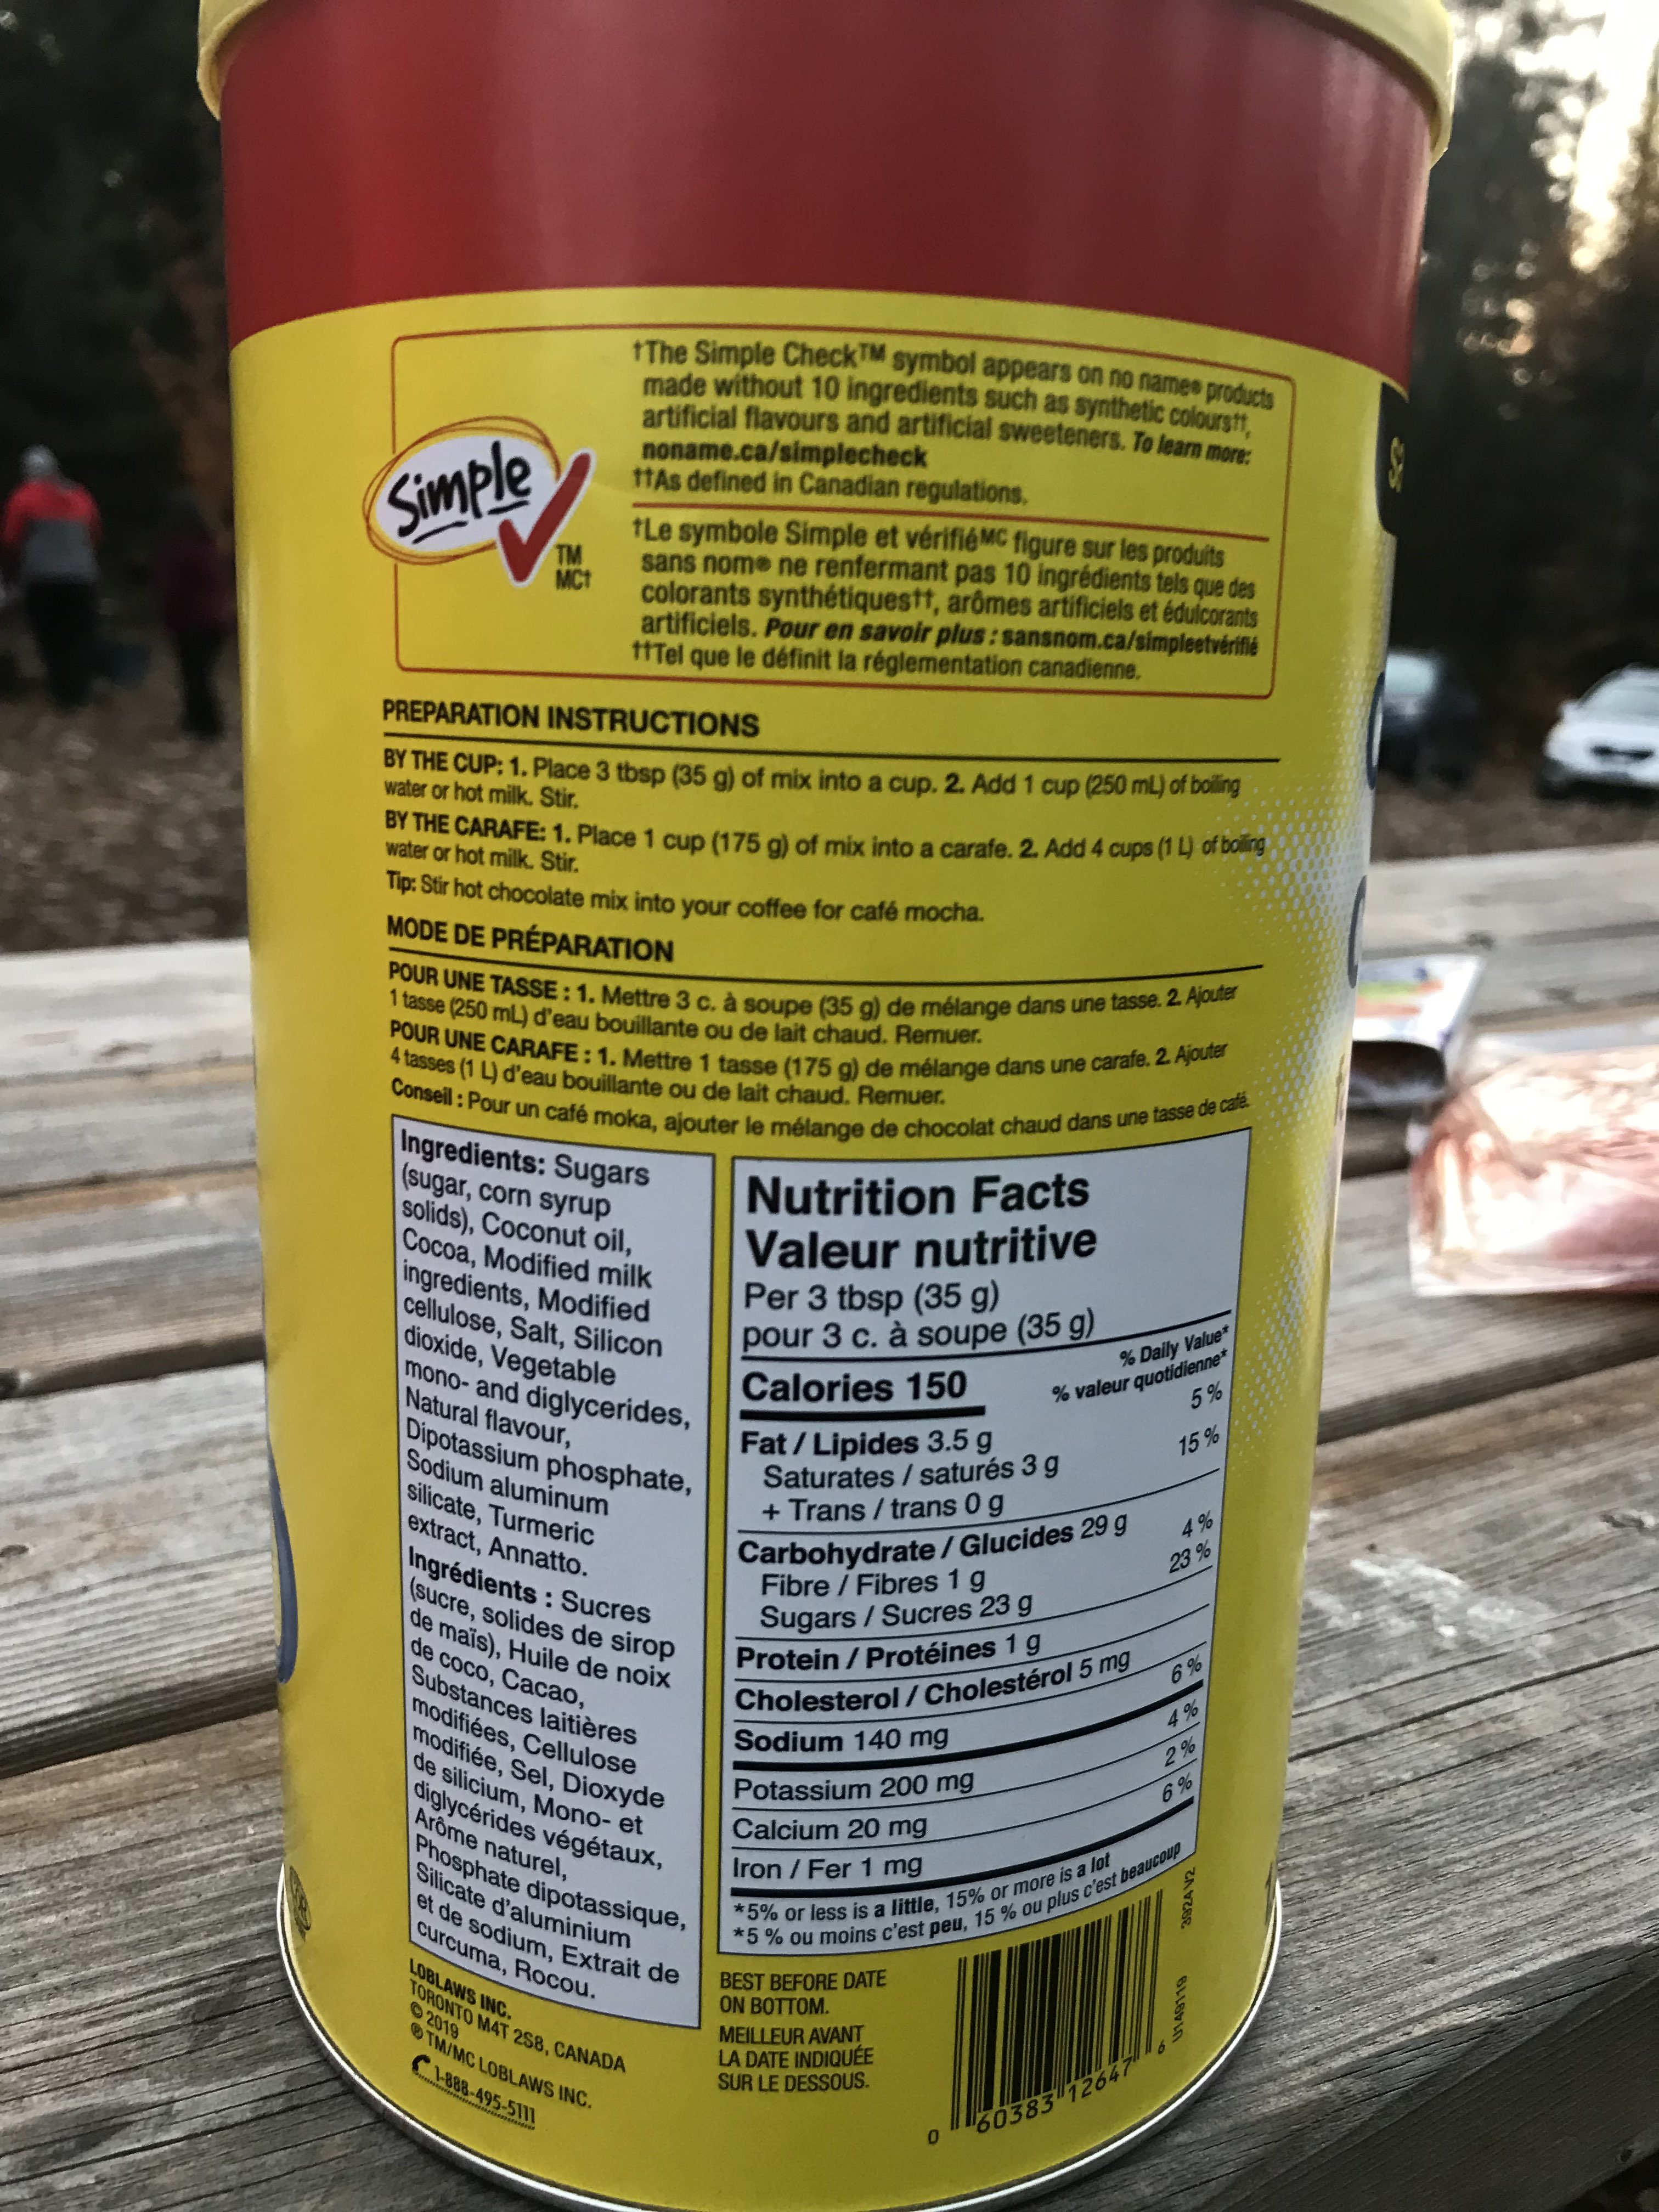 †The Simple Check™ symbol appears on no name® products
made without 10 ingredients such as synthetic colours††,
artificial flavours and artificial sweeteners. To learn more:
noname.ca/simplecheck
††As defined in Canadian regulations.
Simple
TM
MC†
†Le symbole Simple et vérifiéMC figure sur les produits
sans nom® ne renfermant pas 10 ingrédients tels que des
colorants synthétiques††, arômes artificiels et édulcorants
artificiels. Pour en savoir plus : sansnom.ca/simpleetvérifié
††Tel que le définit la réglementation canadienne.
PREPARATION INSTRUCTIONS
BY THE CUP: 1. Place 3 tbsp (35 g) of mix into a cup. 2. Add 1 cup (250 mL) of boiling
water or hot milk. Stir.
BY THE CARAFE: 1. Place 1 cup (175 g) of mix into a carafe. 2. Add 4 cups (1 L) of boiling
water or hot milk. Stir.
Tip: Stir hot chocolate mix into your coffee for café mocha.
MODE DE PRÉPARATION
POUR UNE TASSE : 1. Mettre 3 c. à soupe (35 g) de mélange dans une tasse. 2. Ajouter
1 tasse (250 mL) d'eau bouillante ou de lait chaud. Remuer.
POUR UNE CARAFE : 1. Mettre 1 tasse (175 g) de mélange dans une carafe. 2. Ajouter
4 tasses (1 L) d'eau bouillante ou de lait chaud. Remuer.
Conseil : Pour un café moka, ajouter le mélange de chocolat chaud dans une tasse de café.
Ingredients: Sugars
(sugar, corn syrup
solids), Coconut oil,
Cocoa, Modified milk
ingredients, Modified
cellulose, Salt, Silicon
dioxide, Vegetable
mono- and diglycerides,
Natural flavour,
Dipotassium phosphate,
Sodium aluminum
silicate, Turmeric
extract, Annatto.
Ingrédients : Sucres
(sucre, solides de sirop
de maïs), Huile de noix
de coco, Cacao,
Substances laitières
modifiées, Cellulose
modifiée, Sel, Dioxyde
de silicium, Mono- et
diglycérides végétaux,
Arôme naturel,
Phosphate dipotassique,
Silicate d'aluminium
et de sodium, Extrait de
curcuma, Rocou.
Nutrition Facts
Valeur nutritive
Per 3 tbsp (35 g)
pour 3 c. à soupe (35 g)
% Daily Value*
Calories 150 % valeur quotidienne*
Fat / Lipides 3.5 g 5 %
Saturates / saturés 3 g 15 %
+ Trans / trans 0 g
Carbohydrate / Glucides 29 g
Fibre / Fibres 1 g 4 %
Sugars / Sucres 23 g 23 %
Protein / Protéines 1 g
Cholesterol / Cholestérol 5 mg
Sodium 140 mg 6 %
Potassium 200 mg 4 %
Calcium 20 mg 2 %
Iron / Fer 1 mg 6 %
*5% or less is a little, 15% or more is a lot
*5 % ou moins c'est peu, 15 % ou plus c'est beaucoup
LOBLAWS INC.
TORONTO M4T 2S8, CANADA
© 2019
® TM/MC LOBLAWS INC.
1-888-495-5111
BEST BEFORE DATE
ON BOTTOM.
MEILLEUR AVANT
LA DATE INDIQUÉE
SUR LE DESSOUS.
0 60383 12647 6
U149119 3924 V2